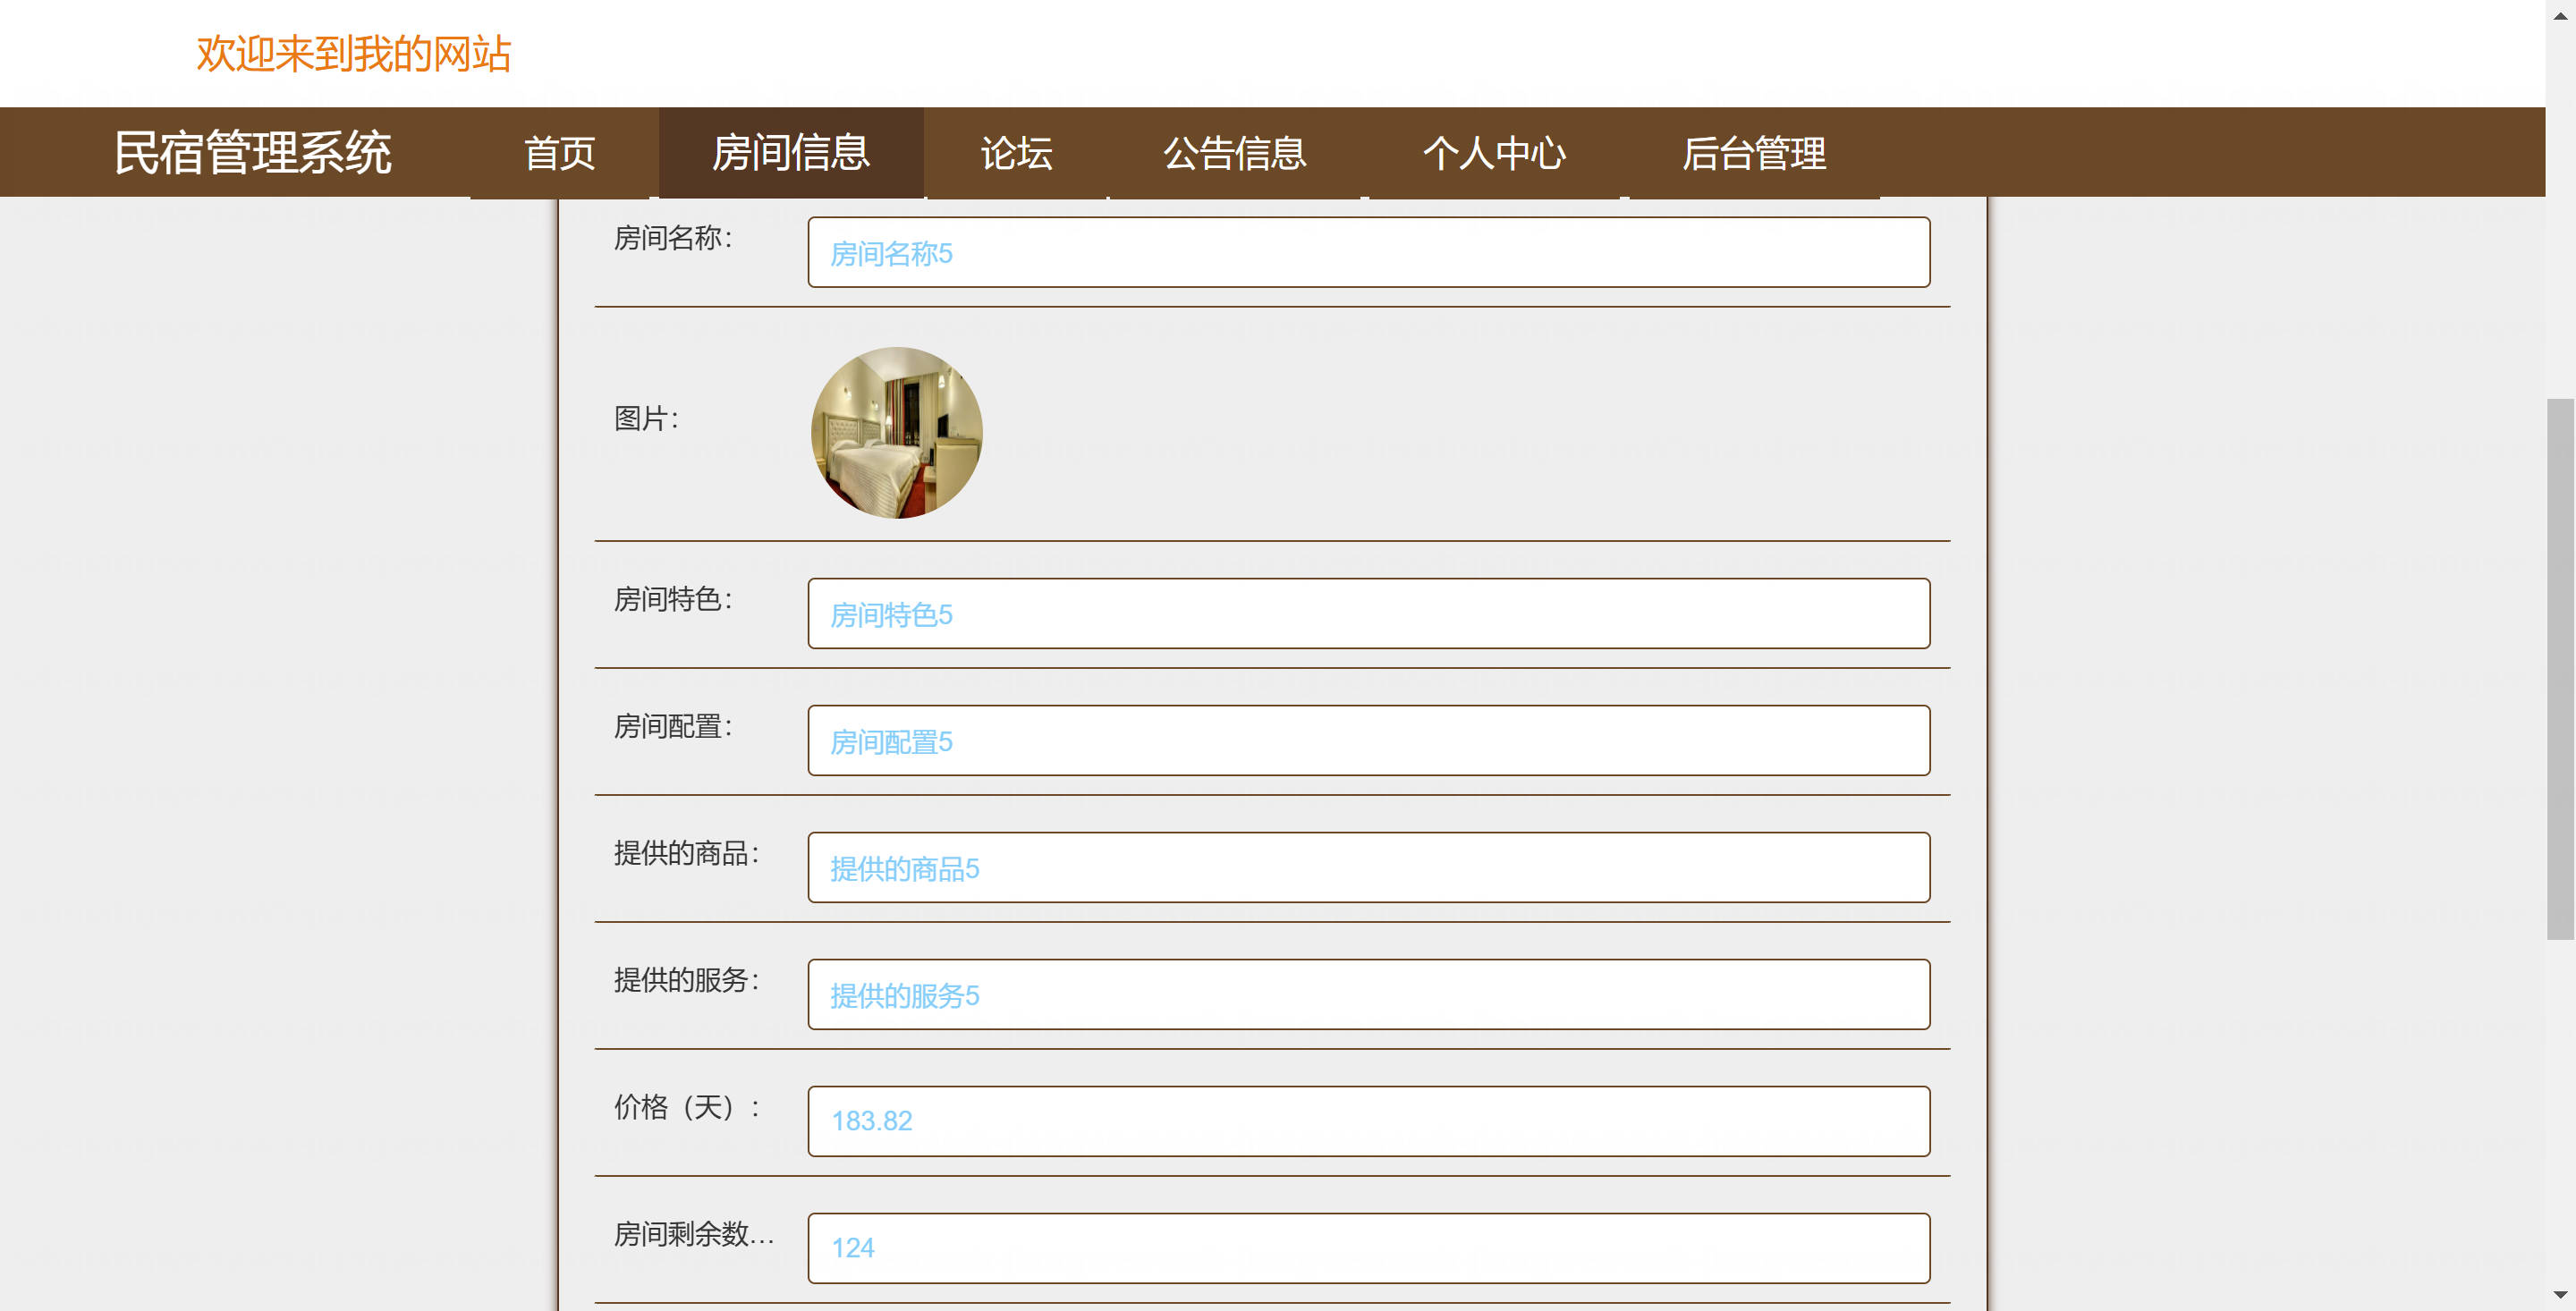 欢迎来到我的网站
民宿管理系统 首页 房间信息 论坛 公告信息 个人中心 后台管理
房间名称： 房间名称5
图片：
房间特色： 房间特色5
房间配置： 房间配置5
提供的商品： 提供的商品5
提供的服务： 提供的服务5
价格（天）： 183.82
房间剩余数... 124